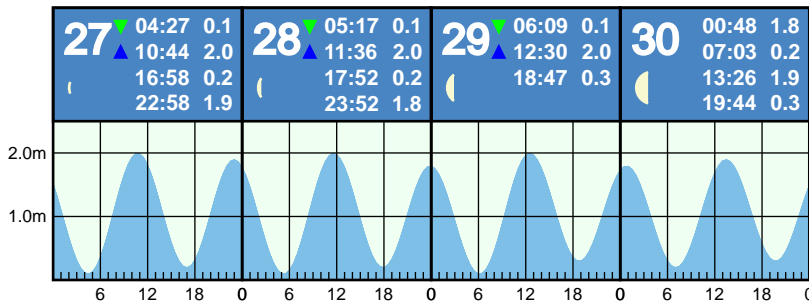 27 ▼ 04:27 0.1
▲ 10:44 2.0
16:58 0.2
22:58 1.9
28 ▼ 05:17 0.1
▲ 11:36 2.0
17:52 0.2
23:52 1.8
29 ▼ 06:09 0.1
▲ 12:30 2.0
18:47 0.3
30 00:48 1.8
07:03 0.2
13:26 1.9
19:44 0.3
2.0m
1.0m
6 12 18 0 6 12 18 0 6 12 18 0 6 12 18 0